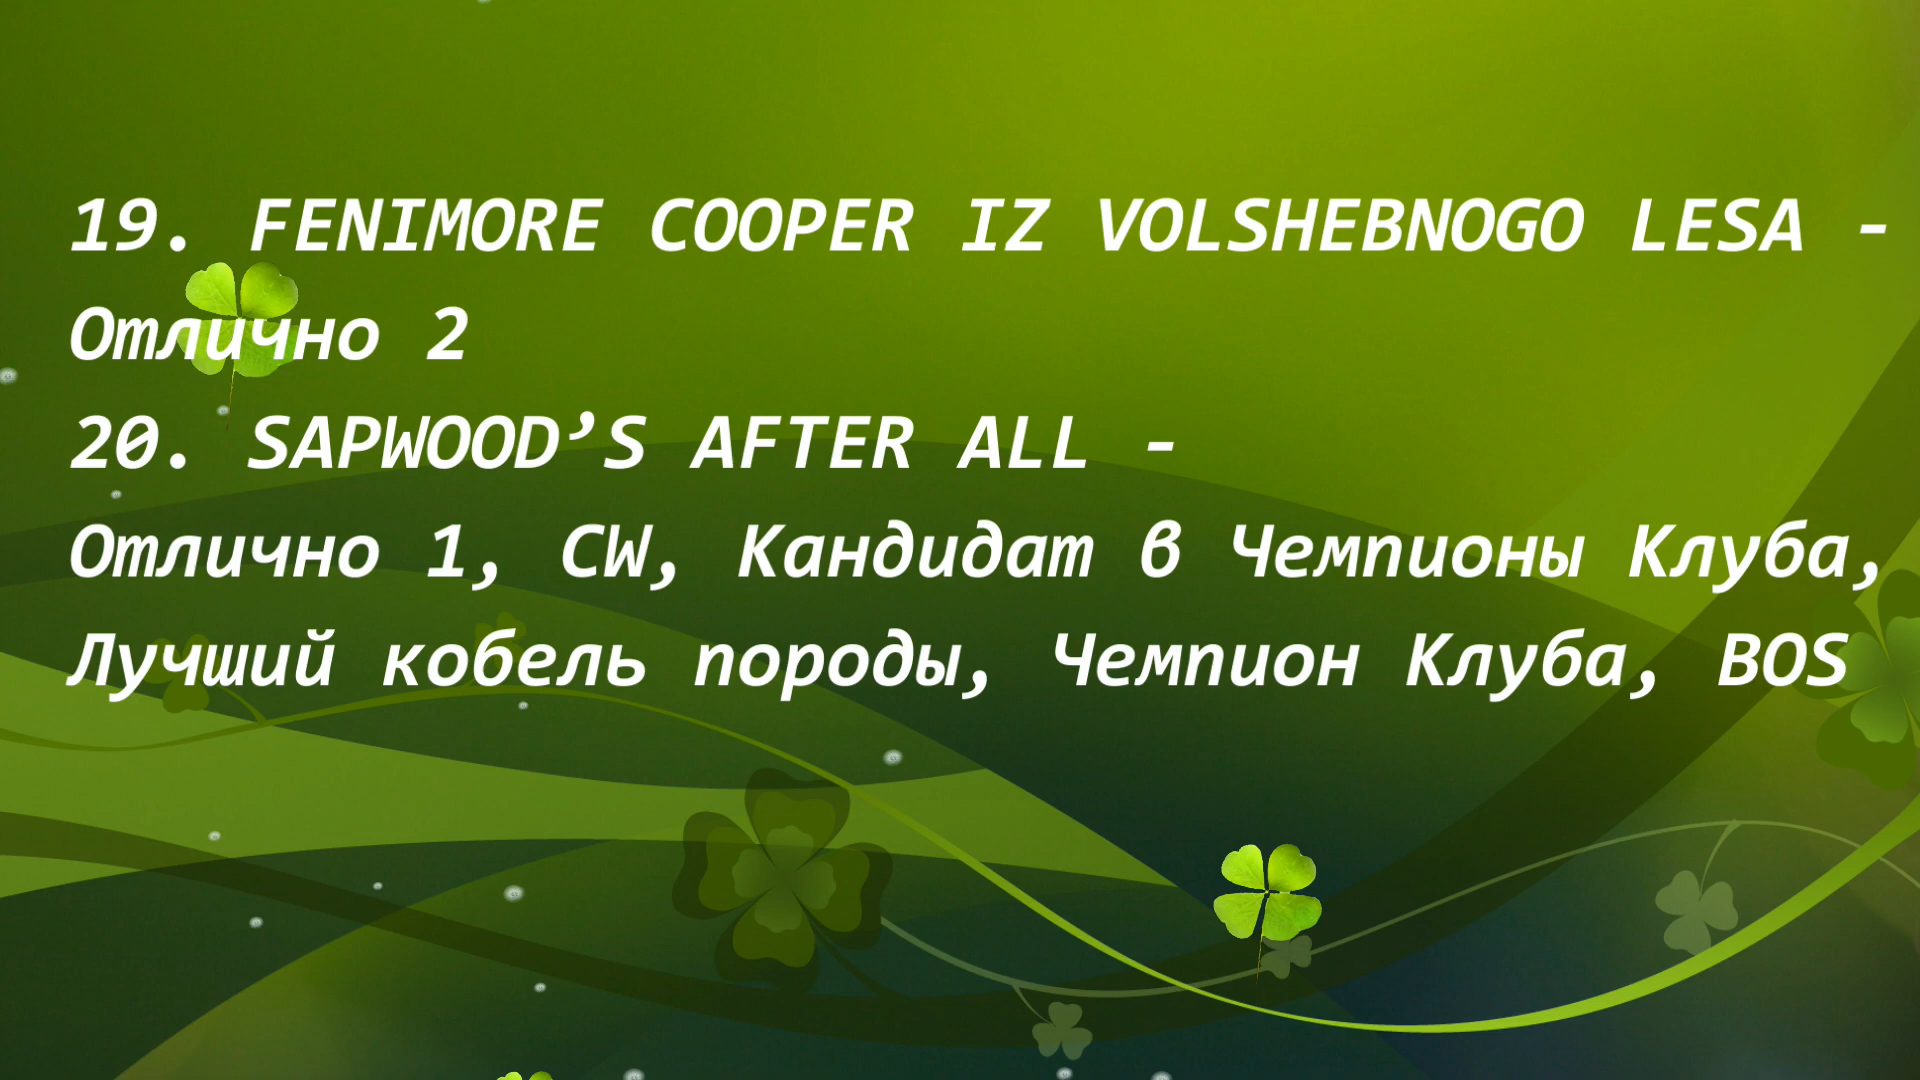 19. FENIMORE COOPER IZ VOLSHEBNOGO LESA -
Отлично 2
20. SAPWOOD’S AFTER ALL -
Отлично 1, CW, Кандидат в Чемпионы Клуба,
Лучший кобель породы, Чемпион Клуба, BOS